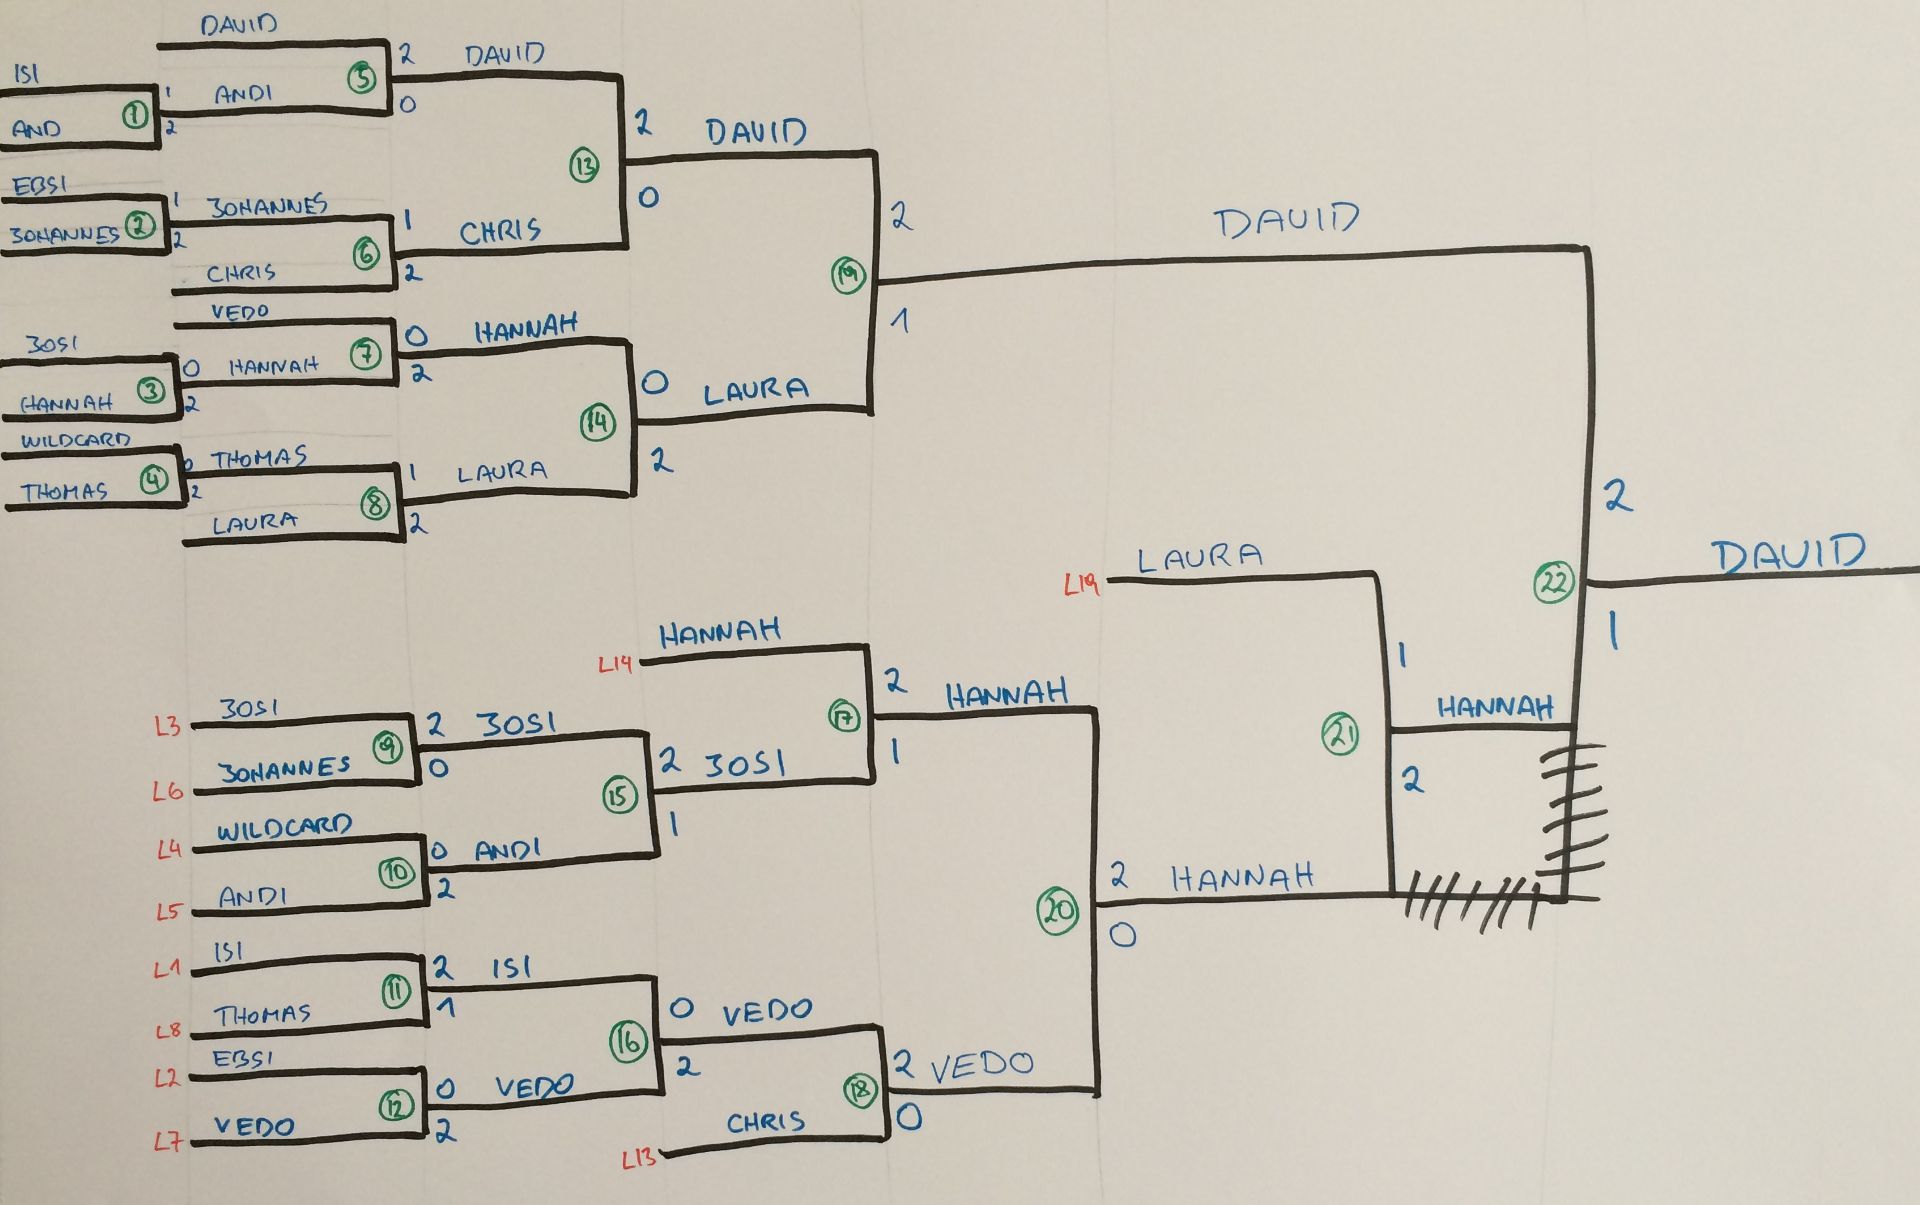 DAVID
2
DAVID
ISI
1
ANDI
5
0
1
AND
2
2
DAVID
13
0
EBSI
1
JOHANNES
1
CHRIS
2
DAVID
JOHANNES
2
2
6
2
CHRIS
19
VEDO
0
HANNAH
1
JOSI
0
HANNAH
7
2
3
HANNAH
2
0
LAURA
14
WILDCARD
0
THOMAS
1
LAURA
2
4
THOMAS
2
8
2
LAURA
2
DAVID
L19
LAURA
22
1
L14
HANNAH
1
2
HANNAH
HANNAH
L3
JOSI
2
JOSI
17
21
9
2
JOSI
1
2
L6
JOHANNES
0
15
1
L4
WILDCARD
0
ANDI
10
2
HANNAH
L5
ANDI
2
20
0
L1
ISI
2
ISI
11
1
0
VEDO
L8
THOMAS
16
L2
EBSI
0
VEDO
2
2
VEDO
12
18
L7
VEDO
2
CHRIS
0
L13